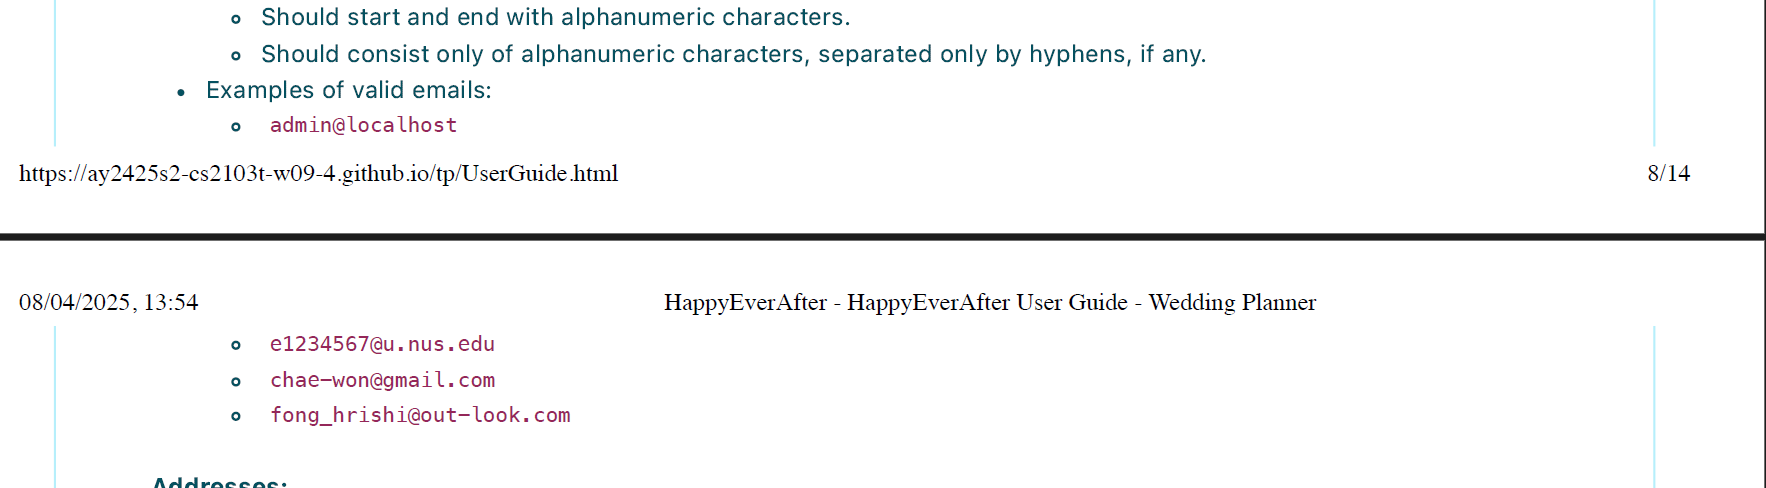 Should start and end with alphanumeric characters.
Should consist only of alphanumeric characters, separated only by hyphens, if any.
Examples of valid emails:
admin@localhost
https://ay2425s2-cs2103t-w09-4.github.io/tp/UserGuide.html 8/14
08/04/2025, 13:54 HappyEverAfter - HappyEverAfter User Guide - Wedding Planner
e1234567@u.nus.edu
chae-won@gmail.com
fong_hrishi@out-look.com
Addresses: